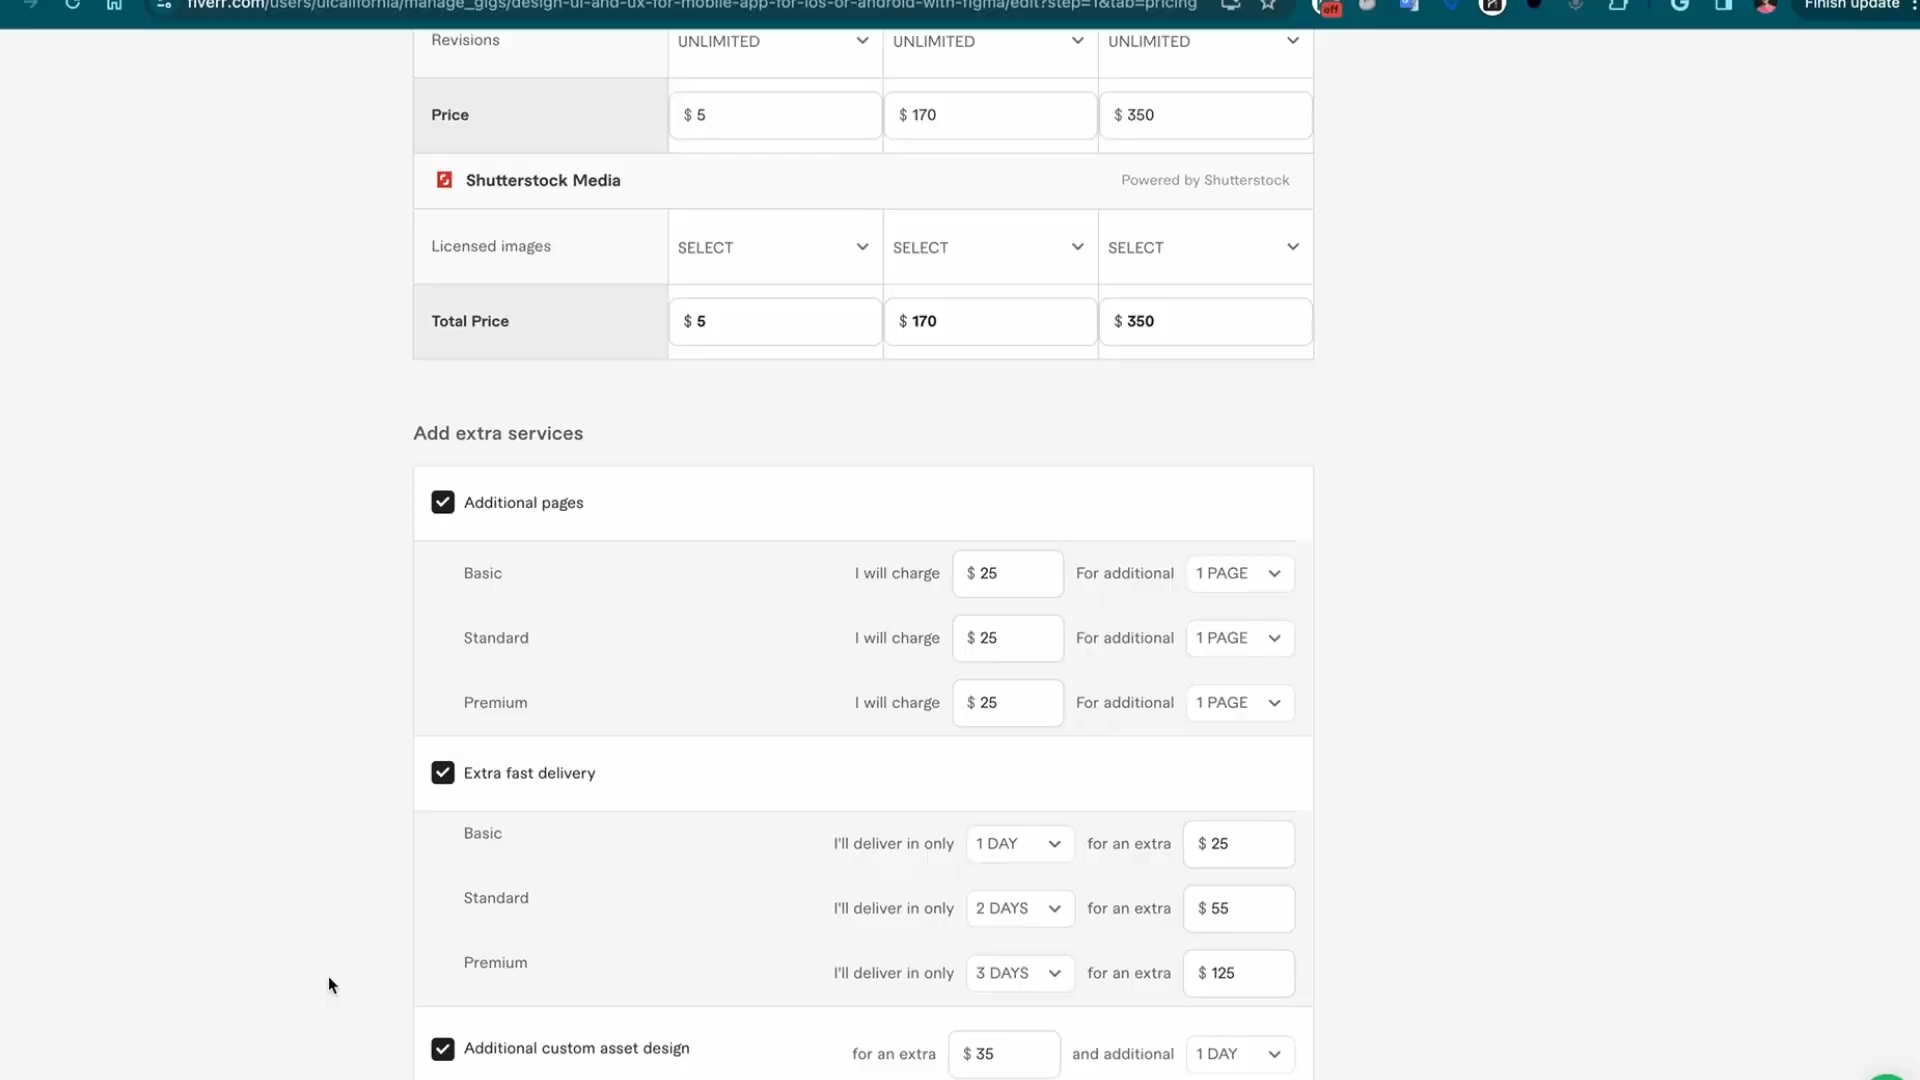 fiverr.com/users/uicalifornia/manage_gigs/design-ui-and-ux-for-mobile-app-for-ios-or-android-with-figma/edit?step=1&tab=pricing
off
Finish update
Revisions UNLIMITED UNLIMITED UNLIMITED
Price $ 5 $ 170 $ 350
Shutterstock Media Powered by Shutterstock
Licensed images SELECT SELECT SELECT
Total Price $ 5 $ 170 $ 350
Add extra services
Additional pages
Basic I will charge $ 25 For additional 1 PAGE
Standard I will charge $ 25 For additional 1 PAGE
Premium I will charge $ 25 For additional 1 PAGE
Extra fast delivery
Basic I'll deliver in only 1 DAY for an extra $ 25
Standard I'll deliver in only 2 DAYS for an extra $ 55
Premium I'll deliver in only 3 DAYS for an extra $ 125
Additional custom asset design for an extra $ 35 and additional 1 DAY